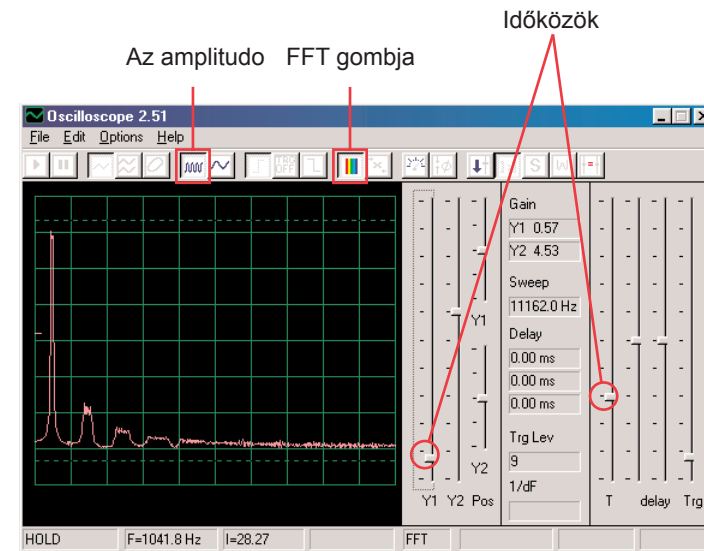 Időközök
Az amplitudo FFT gombja
Oscilloscope 2.51
File Edit Options Help
TRG OFF
S
Gain
Y1 0.57
Y2 4.53
Sweep
11162.0 Hz
Y1
Delay
0.00 ms
0.00 ms
0.00 ms
Trg Lev
9
Y2
1/dF
Y1 Y2 Pos
T delay Trg
HOLD F=1041.8 Hz I=28.27 FFT